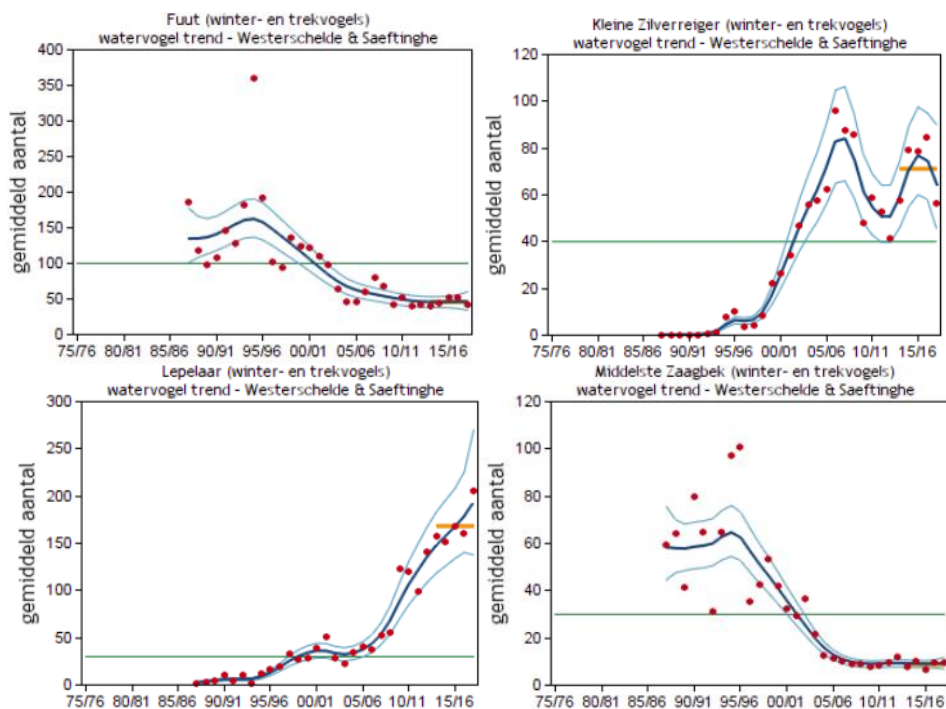 Fuut (winter- en trekvogels)
watervogel trend - Westerschelde & Saeftinghe
gemiddeld aantal
400
350
300
250
200
150
100
50
0
75/76 80/81 85/86 90/91 95/96 00/01 05/06 10/11 15/16
Kleine Zilverreiger (winter- en trekvogels)
watervogel trend - Westerschelde & Saeftinghe
gemiddeld aantal
120
100
80
60
40
20
0
75/76 80/81 85/86 90/91 95/96 00/01 05/06 10/11 15/16
Lepelaar (winter- en trekvogels)
watervogel trend - Westerschelde & Saeftinghe
gemiddeld aantal
300
250
200
150
100
50
0
75/76 80/81 85/86 90/91 95/96 00/01 05/06 10/11 15/16
Middelste Zaagbek (winter- en trekvogels)
watervogel trend - Westerschelde & Saeftinghe
gemiddeld aantal
120
100
80
60
40
20
0
75/76 80/81 85/86 90/91 95/96 00/01 05/06 10/11 15/16